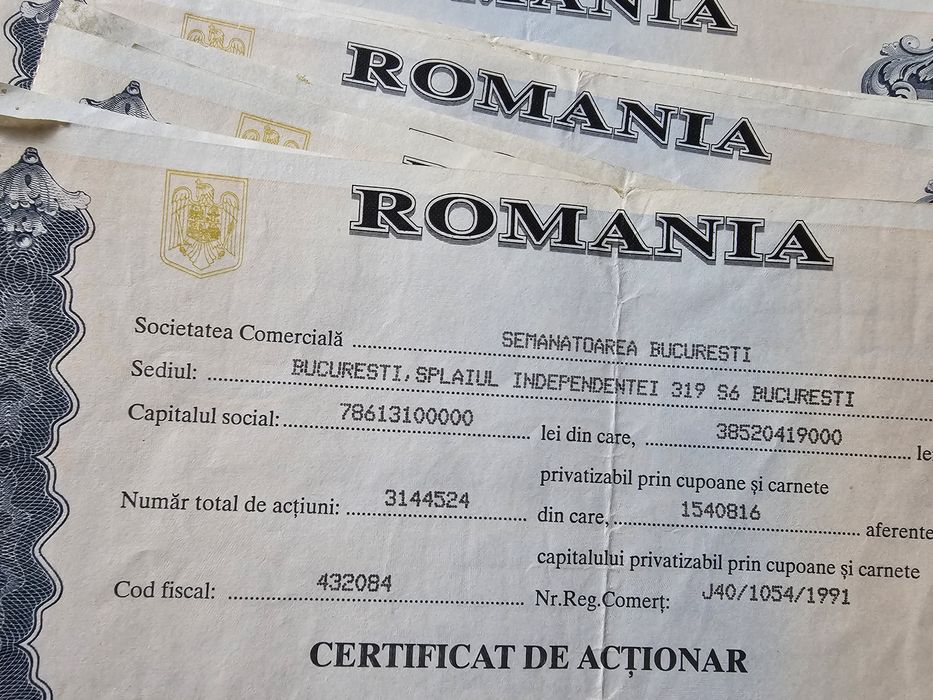 ROMANIA
ROMANIA
ROMANIA
Societatea Comercială SEMANATOAREA BUCURESTI
Sediul: BUCURESTI, SPLAIUL INDEPENDENTEI 319 S6 BUCURESTI
Capitalul social: 78613100000 lei din care, 38520419000 le
privatizabil prin cupoane și carnete
Număr total de acțiuni: 3144524 din care, 1540816 aferente
capitalului privatizabil prin cupoane și carnete
Cod fiscal: 432084 Nr.Reg.Comerț: J40/1054/1991
CERTIFICAT DE ACȚIONAR